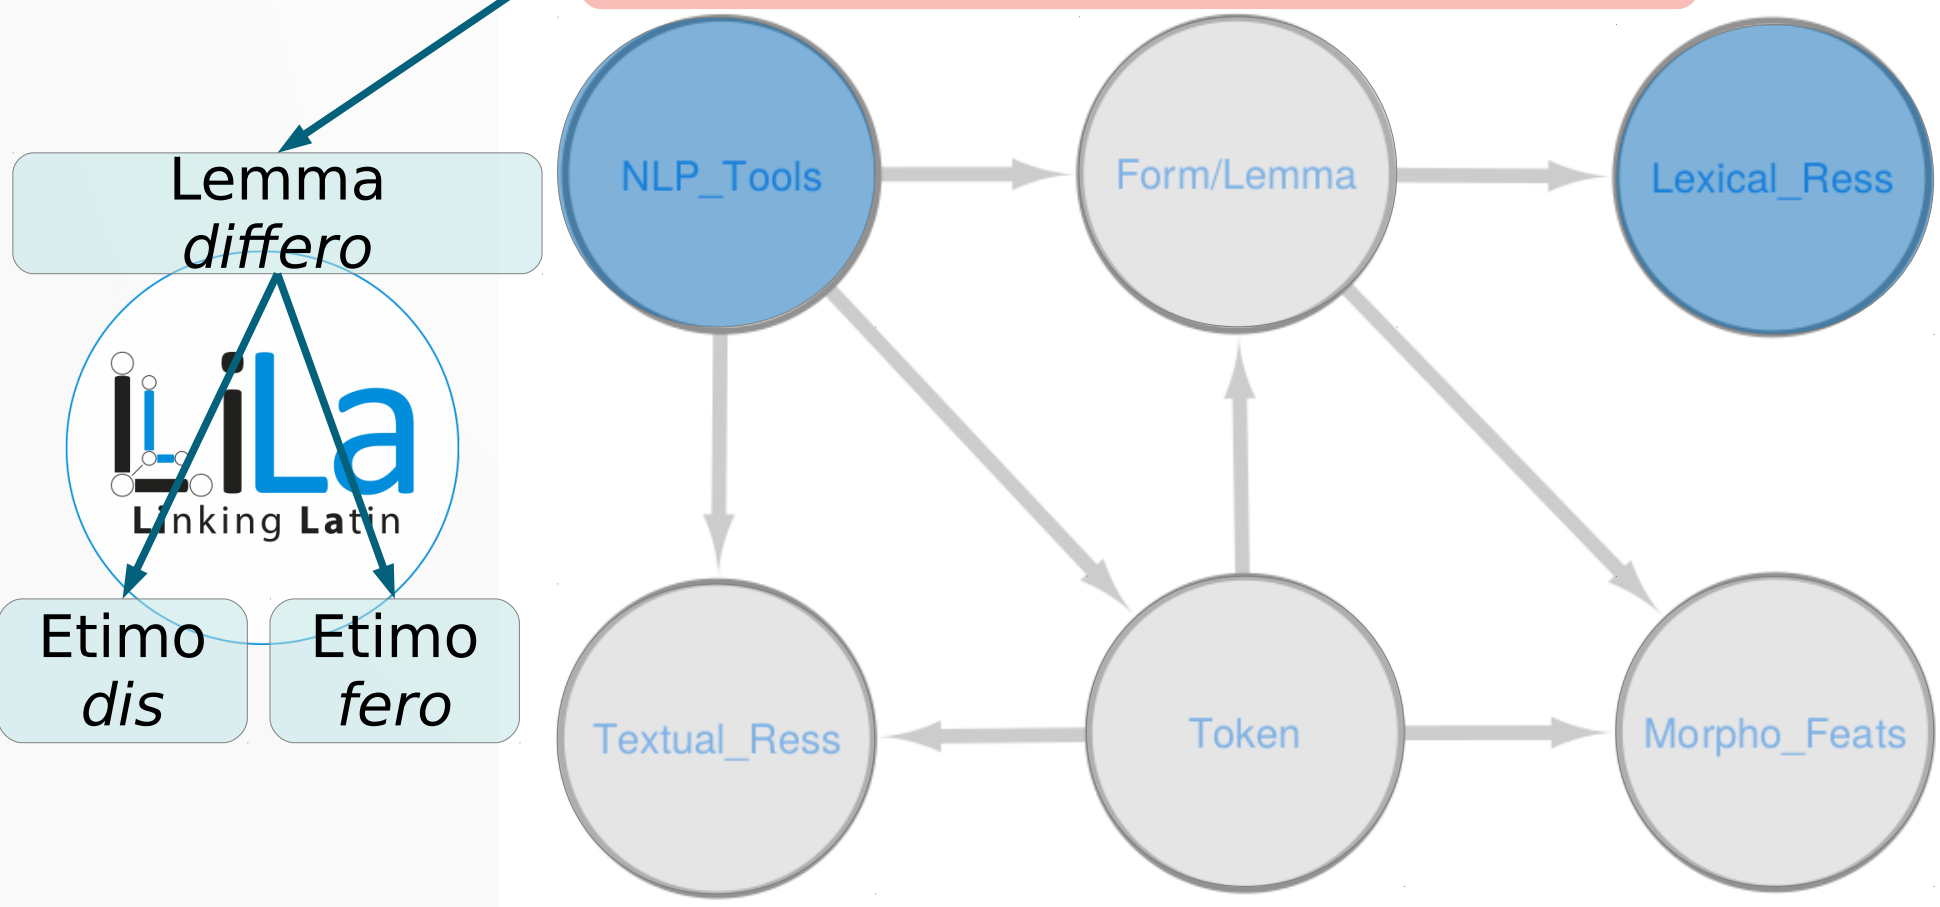 Lemma
differo
LiLa
Linking Latin
Etimo
dis
Etimo
fero
NLP_Tools
Form/Lemma
Lexical_Ress
Textual_Ress
Token
Morpho_Feats